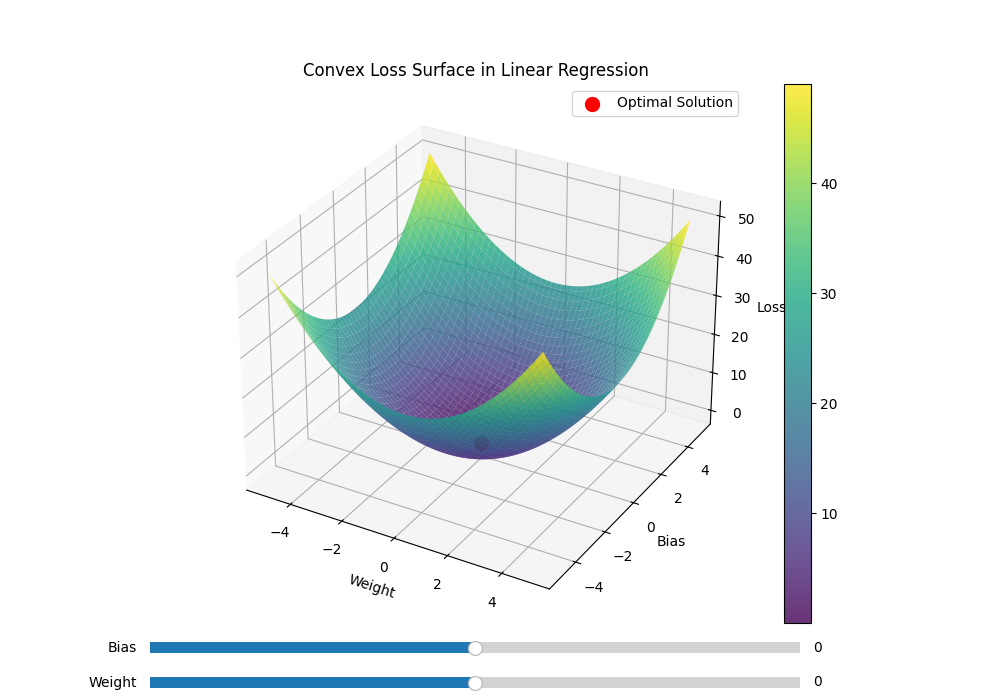 Convex Loss Surface in Linear Regression
Optimal Solution
50
40
30
20
10
0
Loss
40
30
20
10
−4
−2
0
2
4
Weight
4
2
0
−2
−4
Bias
Bias 0
Weight 0